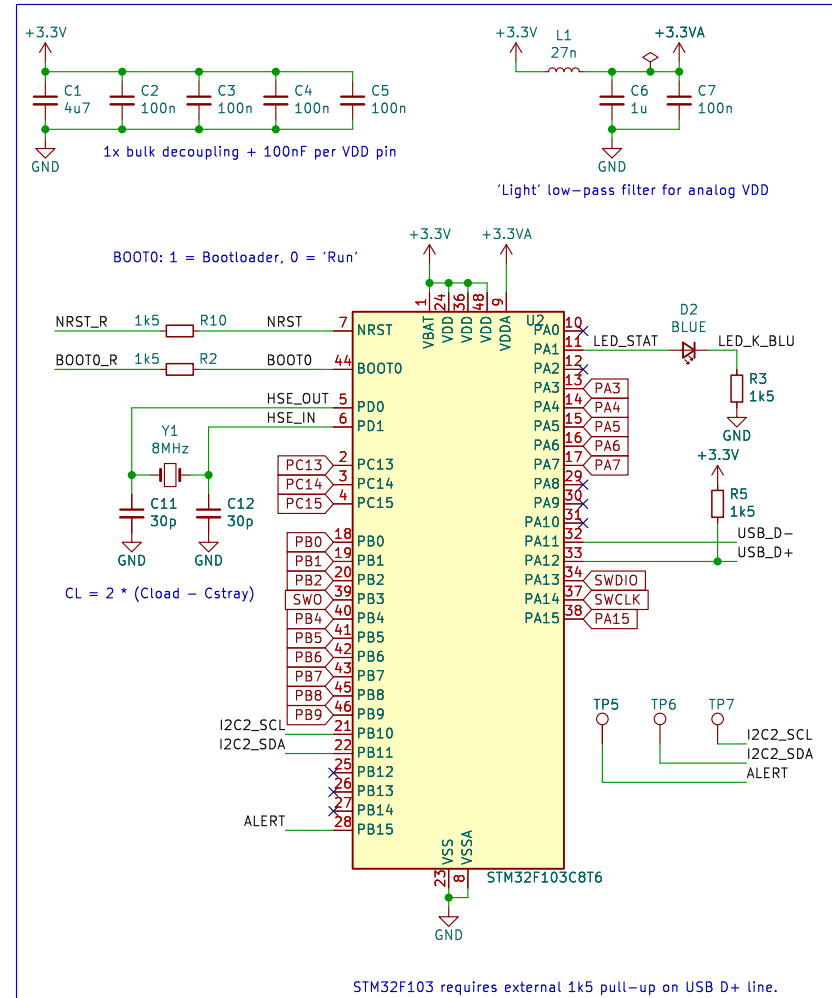 +3.3V
C1
4u7
C2
100n
C3
100n
C4
100n
C5
100n
GND
1x bulk decoupling + 100nF per VDD pin
+3.3V
L1
27n
+3.3VA
C6
1u
C7
100n
GND
'Light' low-pass filter for analog VDD
BOOT0: 1 = Bootloader, 0 = 'Run'
+3.3V
+3.3VA
1
24
36
48
9
VBAT
VDD
VDD
VDD
VDDA
U2
NRST_R
1k5
R10
NRST
7
NRST
BOOT0_R
1k5
R2
BOOT0
44
BOOT0
HSE_OUT
5
PD0
HSE_IN
6
PD1
Y1
8MHz
C11
30p
C12
30p
GND
GND
CL = 2 * (Cload - Cstray)
PC13
2
PC13
PC14
3
PC14
PC15
4
PC15
PB0
18
PB0
PB1
19
PB1
PB2
20
PB2
SWO
39
PB3
PB4
40
PB4
PB5
41
PB5
PB6
42
PB6
PB7
43
PB7
PB8
45
PB8
PB9
46
PB9
I2C2_SCL
21
PB10
I2C2_SDA
22
PB11
25
PB12
26
PB13
27
PB14
ALERT
28
PB15
PA0
10
PA1
11
LED_STAT
D2
BLUE
LED_K_BLU
R3
1k5
GND
PA2
12
PA3
13
PA3
PA4
14
PA4
PA5
15
PA5
PA6
16
PA6
PA7
17
PA7
PA8
29
PA9
30
PA10
31
+3.3V
R5
1k5
PA11
32
USB_D-
PA12
33
USB_D+
PA13
34
SWDIO
PA14
37
SWCLK
PA15
38
PA15
TP5
TP6
TP7
I2C2_SCL
I2C2_SDA
ALERT
VSS
VSSA
23
8
STM32F103C8T6
GND
STM32F103 requires external 1k5 pull-up on USB D+ line.